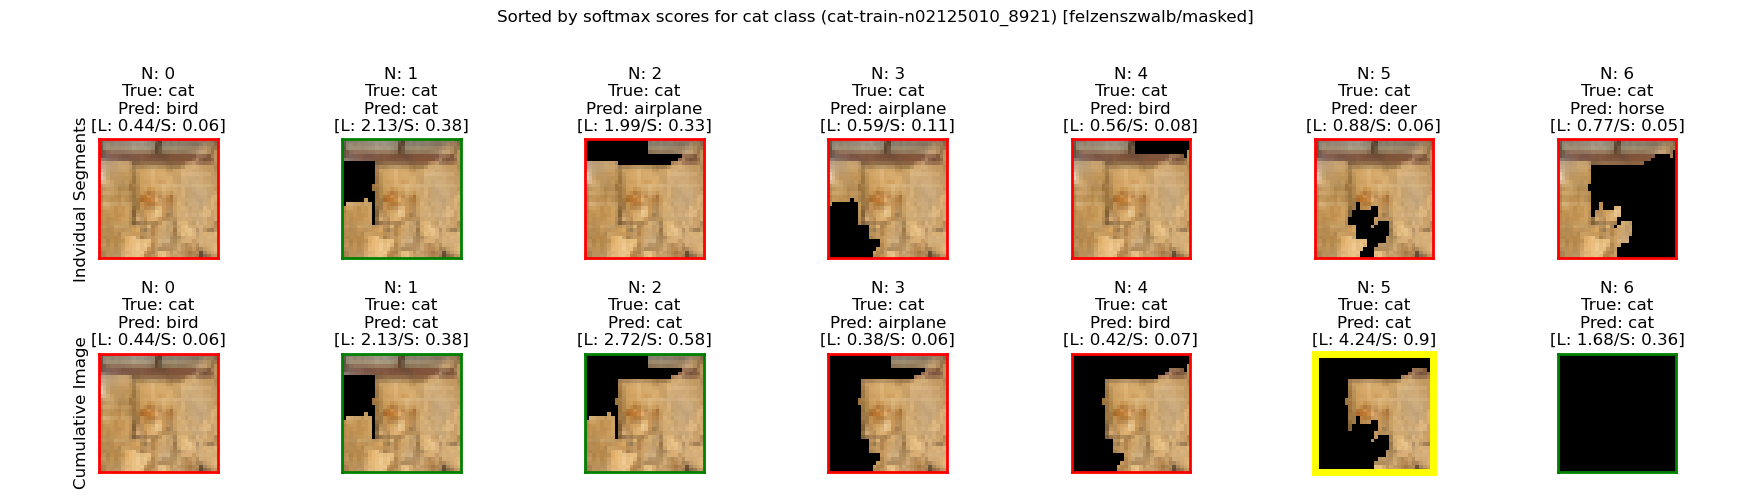 Sorted by softmax scores for cat class (cat-train-n02125010_8921) [felzenszwalb/masked]
Indvidual Segments
N: 0
True: cat
Pred: bird
[L: 0.44/S: 0.06]
N: 1
True: cat
Pred: cat
[L: 2.13/S: 0.38]
N: 2
True: cat
Pred: airplane
[L: 1.99/S: 0.33]
N: 3
True: cat
Pred: airplane
[L: 0.59/S: 0.11]
N: 4
True: cat
Pred: bird
[L: 0.56/S: 0.08]
N: 5
True: cat
Pred: deer
[L: 0.88/S: 0.06]
N: 6
True: cat
Pred: horse
[L: 0.77/S: 0.05]
Cumulative Image
N: 0
True: cat
Pred: bird
[L: 0.44/S: 0.06]
N: 1
True: cat
Pred: cat
[L: 2.13/S: 0.38]
N: 2
True: cat
Pred: cat
[L: 2.72/S: 0.58]
N: 3
True: cat
Pred: airplane
[L: 0.38/S: 0.06]
N: 4
True: cat
Pred: bird
[L: 0.42/S: 0.07]
N: 5
True: cat
Pred: cat
[L: 4.24/S: 0.9]
N: 6
True: cat
Pred: cat
[L: 1.68/S: 0.36]